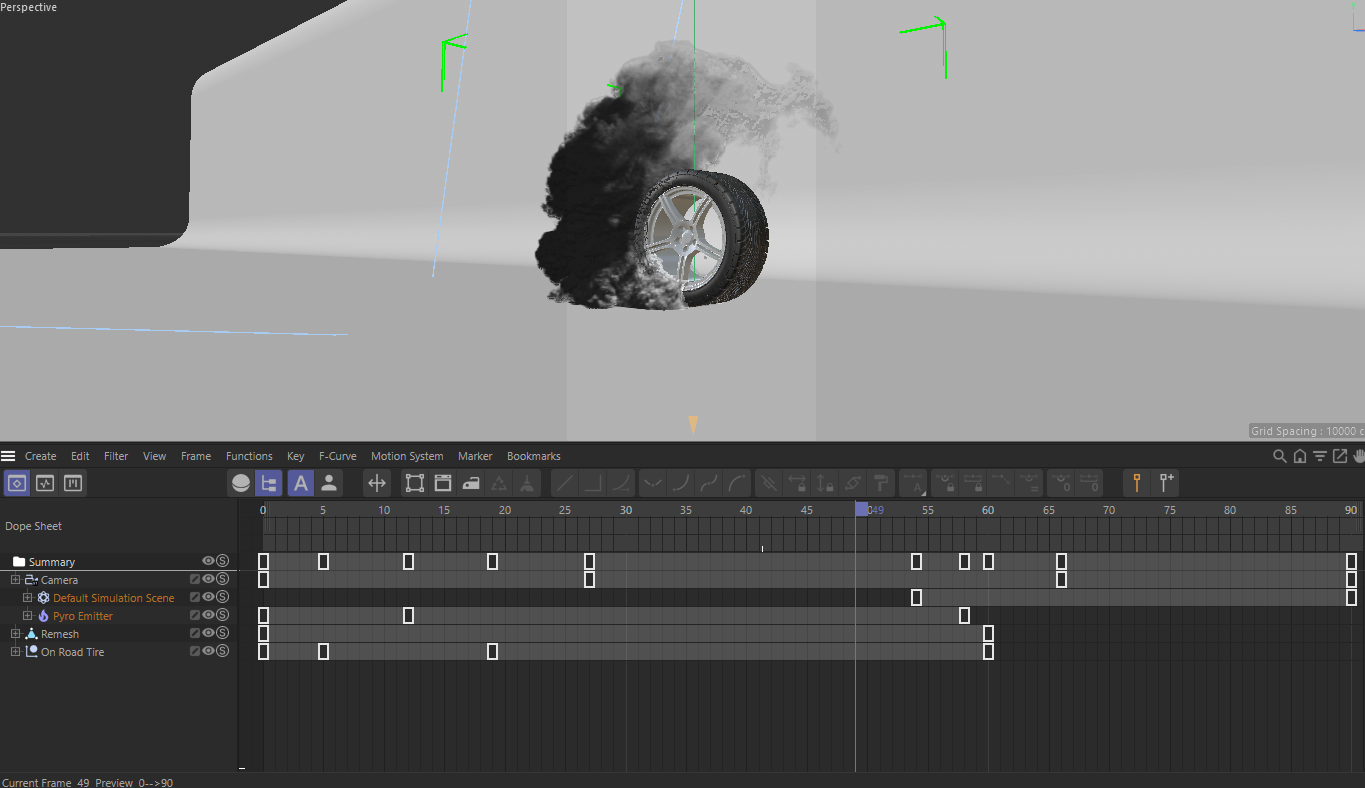 Perspective
Grid Spacing : 10000 c
Create Edit Filter View Frame Functions Key F-Curve Motion System Marker Bookmarks
0 5 10 15 20 25 30 35 40 45 49 55 60 65 70 75 80 85 90
Dope Sheet
Summary
Camera
Default Simulation Scene
Pyro Emitter
Remesh
On Road Tire
Current Frame 49 Preview 0-->90